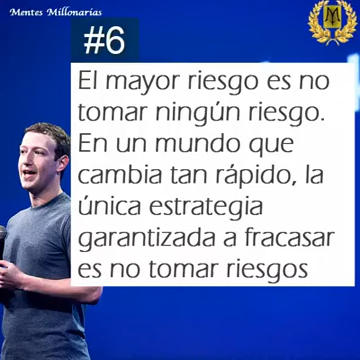 Mentes Millonarias
#6
El mayor riesgo es no
tomar ningún riesgo.
En un mundo que
cambia tan rápido, la
única estrategia
garantizada a fracasar
es no tomar riesgos